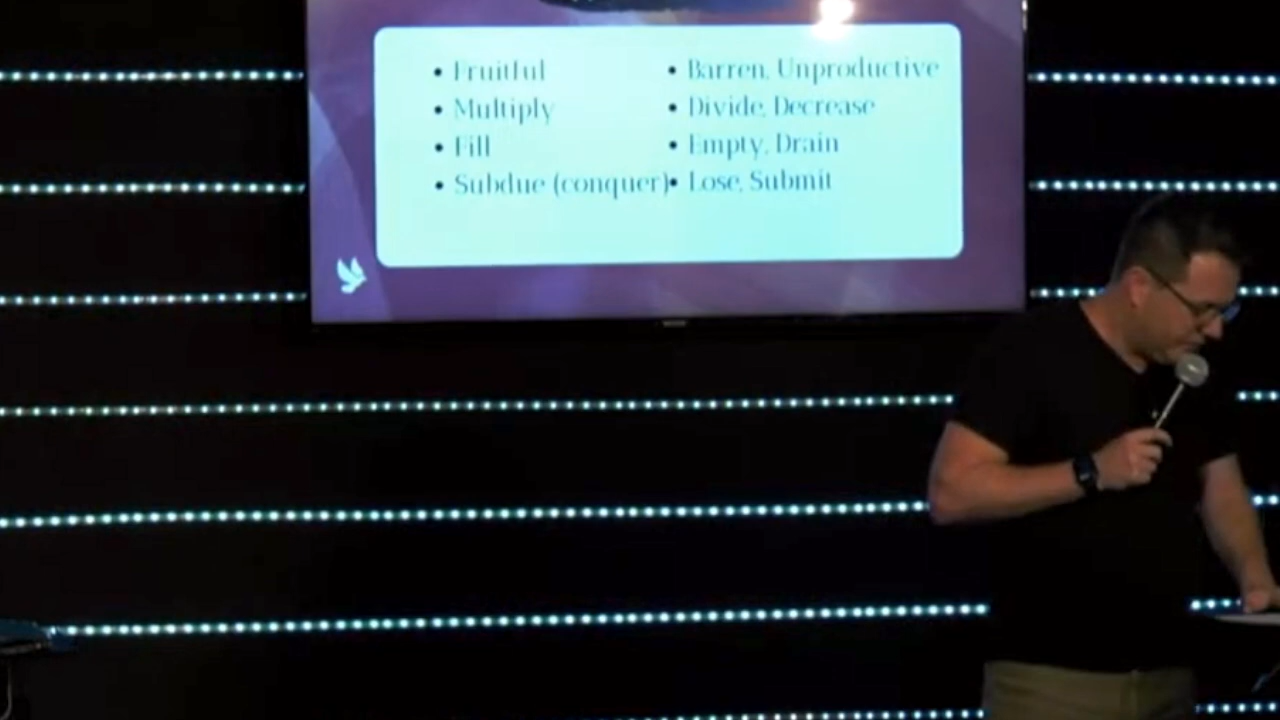 • Fruitful
• Multiply
• Fill
• Subdue (conquer)
• Barren, Unproductive
• Divide, Decrease
• Empty, Drain
• Lose, Submit